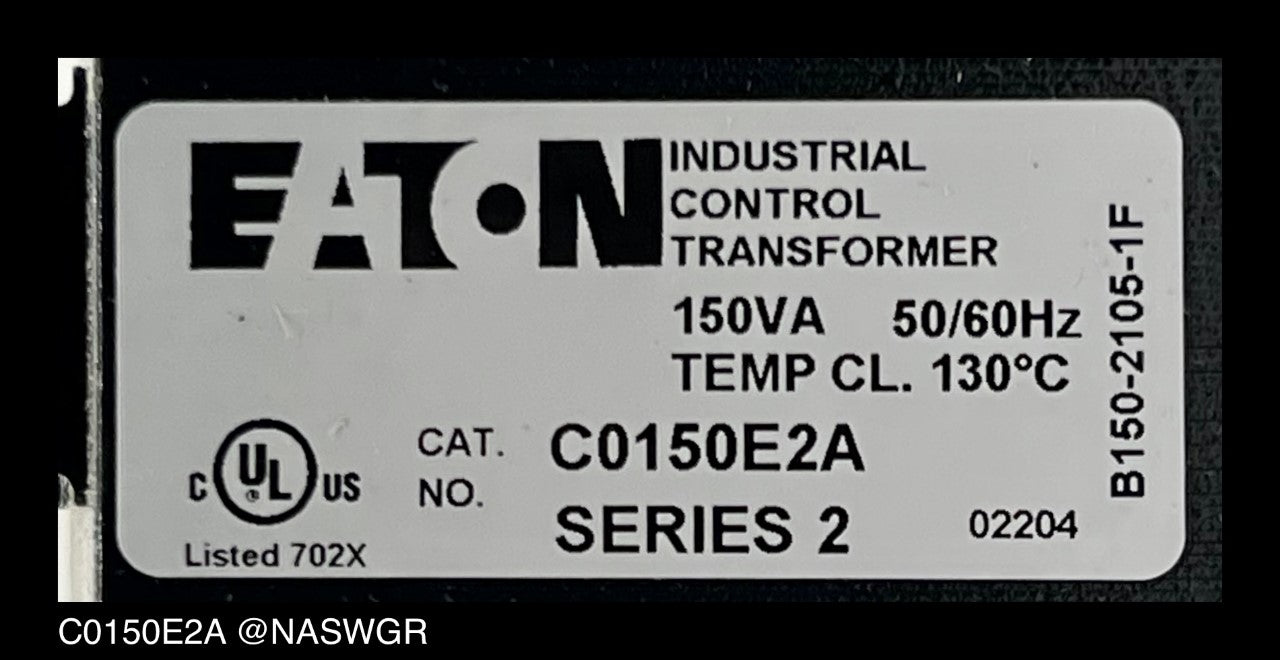 EATON
INDUSTRIAL
CONTROL
TRANSFORMER
150VA 50/60Hz
TEMP CL. 130°C
B150-2105-1F
C UL® US
Listed 702X
CAT.
NO.
C0150E2A
SERIES 2
02204
C0150E2A @NASWGR